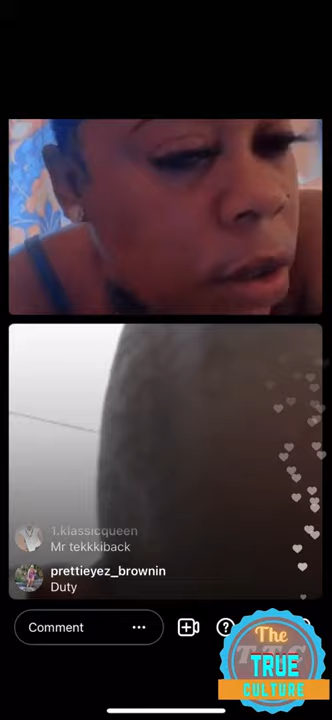 1.klassicqueen
Mr tekkkiback
prettieyez_brownin
Duty
Comment
The
TRUE
CULTURE